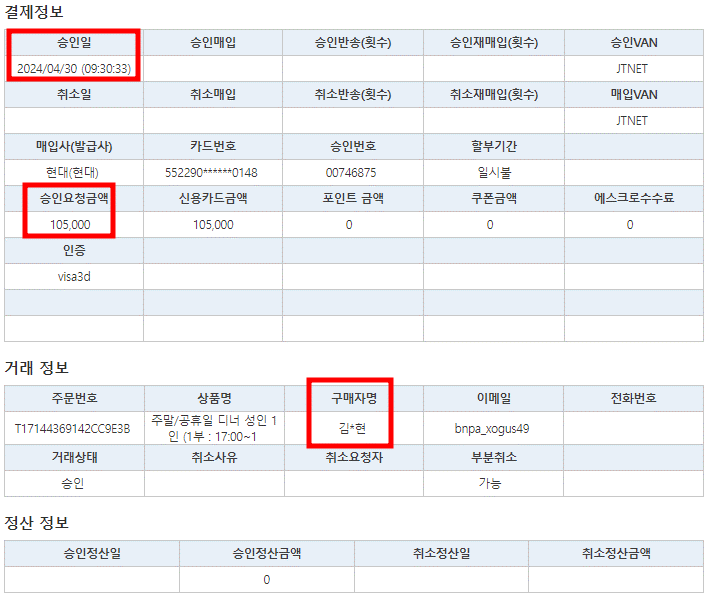 결제정보
승인일 승인매입 승인반송(횟수) 승인재매입(횟수) 승인VAN
2024/04/30 (09:30:33) JTNET
취소일 취소매입 취소반송(횟수) 취소재매입(횟수) 매입VAN
JTNET
매입사(발급사) 카드번호 승인번호 할부기간
현대(현대) 552290******0148 00746875 일시불
승인요청금액 신용카드금액 포인트 금액 쿠폰금액 에스크로수수료
105,000 105,000 0 0 0
인증
visa3d
거래 정보
주문번호 상품명 구매자명 이메일 전화번호
T17144369142CC9E3B 주말/공휴일 디너 성인 1 김*현 bnpa_xogus49
인 (1부 : 17:00~1
거래상태 취소사유 취소요청자 부분취소
승인 가능
정산 정보
승인정산일 승인정산금액 취소정산일 취소정산금액
0